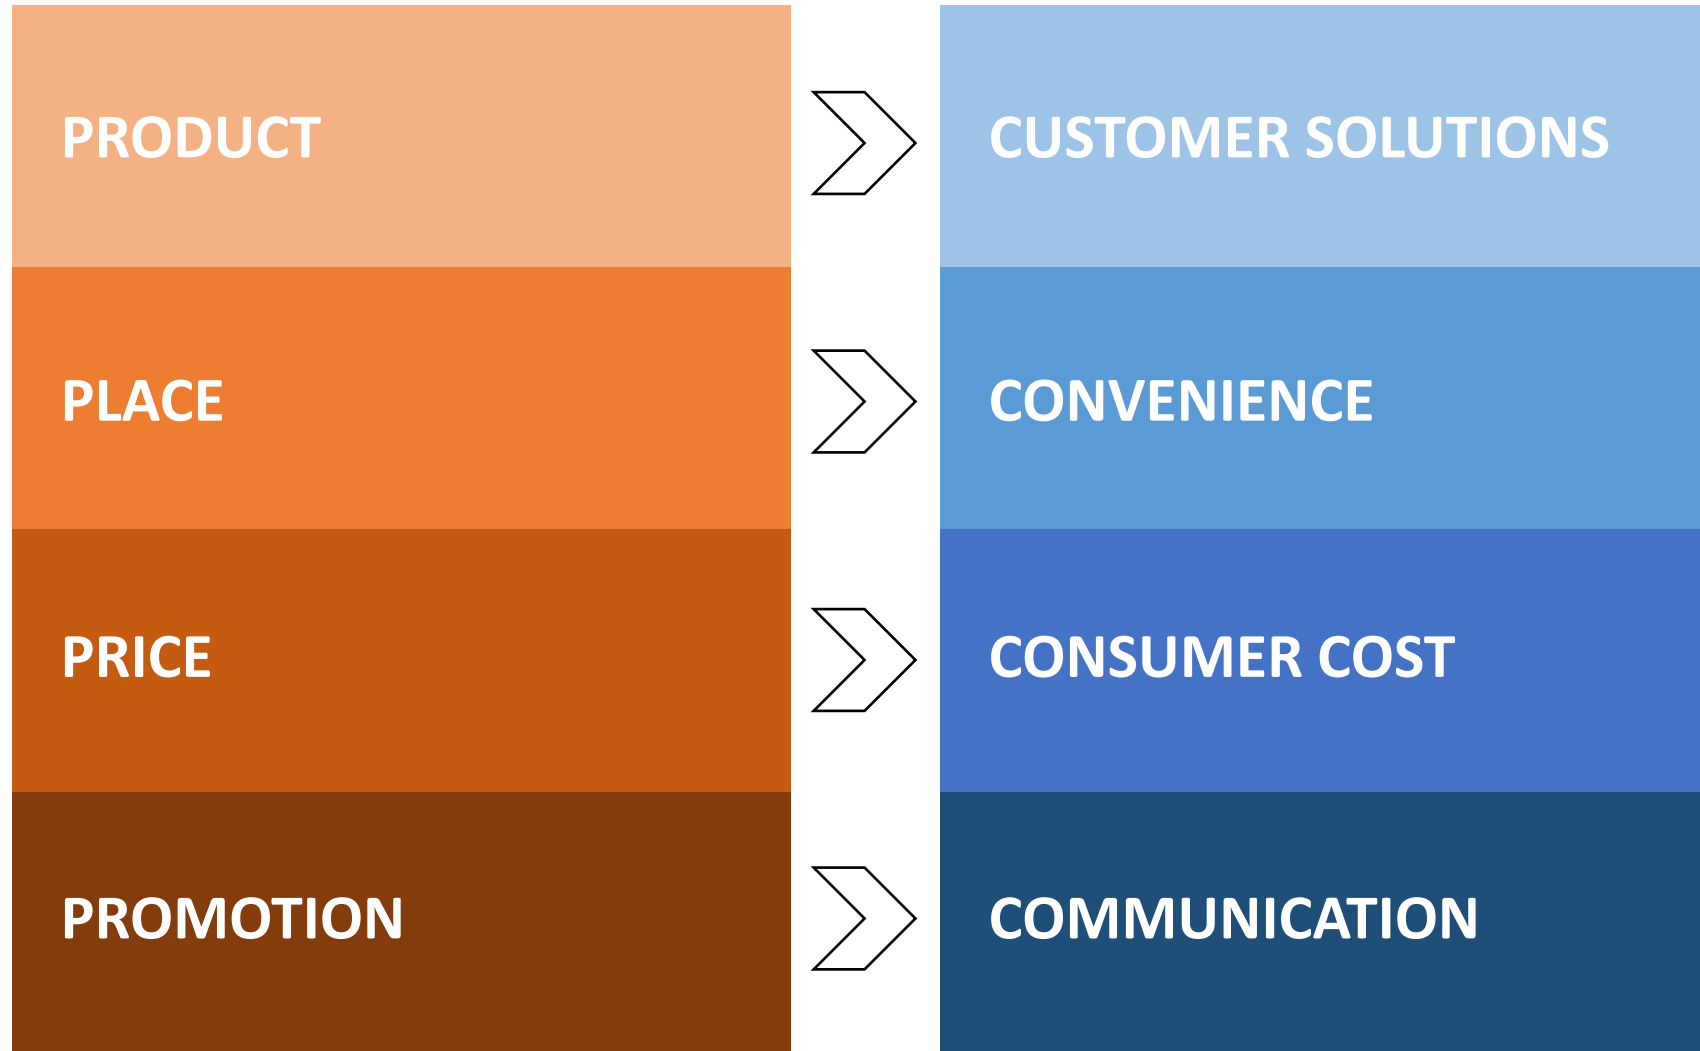 PRODUCT
CUSTOMER SOLUTIONS
PLACE
CONVENIENCE
PRICE
CONSUMER COST
PROMOTION
COMMUNICATION